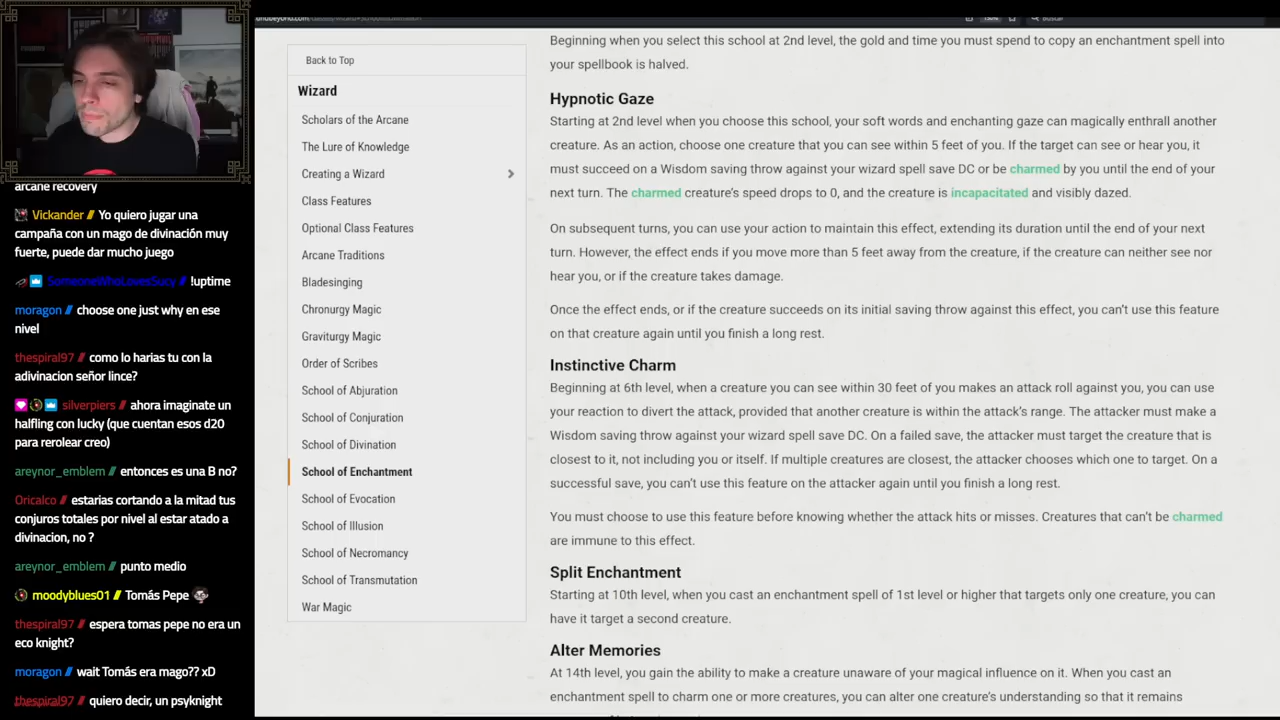 Back to Top
Wizard
Scholars of the Arcane
The Lure of Knowledge
Creating a Wizard
Class Features
Optional Class Features
Arcane Traditions
Bladesinging
Chronurgy Magic
Graviturgy Magic
Order of Scribes
School of Abjuration
School of Conjuration
School of Divination
School of Enchantment
School of Evocation
School of Illusion
School of Necromancy
School of Transmutation
War Magic
Beginning when you select this school at 2nd level, the gold and time you must spend to copy an enchantment spell into
your spellbook is halved.
Hypnotic Gaze
Starting at 2nd level when you choose this school, your soft words and enchanting gaze can magically enthrall another
creature. As an action, choose one creature that you can see within 5 feet of you. If the target can see or hear you, it
must succeed on a Wisdom saving throw against your wizard spell save DC or be charmed by you until the end of your
next turn. The charmed creature's speed drops to 0, and the creature is incapacitated and visibly dazed.
On subsequent turns, you can use your action to maintain this effect, extending its duration until the end of your next
turn. However, the effect ends if you move more than 5 feet away from the creature, if the creature can neither see nor
hear you, or if the creature takes damage.
Once the effect ends, or if the creature succeeds on its initial saving throw against this effect, you can't use this feature
on that creature again until you finish a long rest.
Instinctive Charm
Beginning at 6th level, when a creature you can see within 30 feet of you makes an attack roll against you, you can use
your reaction to divert the attack, provided that another creature is within the attack's range. The attacker must make a
Wisdom saving throw against your wizard spell save DC. On a failed save, the attacker must target the creature that is
closest to it, not including you or itself. If multiple creatures are closest, the attacker chooses which one to target. On a
successful save, you can't use this feature on the attacker again until you finish a long rest.
You must choose to use this feature before knowing whether the attack hits or misses. Creatures that can't be charmed
are immune to this effect.
Split Enchantment
Starting at 10th level, when you cast an enchantment spell of 1st level or higher that targets only one creature, you can
have it target a second creature.
Alter Memories
At 14th level, you gain the ability to make a creature unaware of your magical influence on it. When you cast an
enchantment spell to charm one or more creatures, you can alter one creature's understanding so that it remains
arcane recovery
Vickander // Yo quiero jugar una
campaña con un mago de divinación muy
fuerte, puede dar mucho juego
SomeoneWhoLovesSucy // !uptime
moragon // choose one just why en ese
nivel
thespiral97 // como lo harias tu con la
adivinacion señor lince?
silverpiers // ahora imaginate un
halfling con lucky (que cuentan esos d20
para rerolear creo)
areynor_emblem // entonces es una B no?
Oricalco // estarias cortando a la mitad tus
conjuros totales por nivel al estar atado a
divinacion, no ?
areynor_emblem // punto medio
moodyblues01 // Tomás Pepe
thespiral97 // espera tomas pepe no era un
eco knight?
moragon // wait Tomás era mago?? xD
thespiral97 // quiero decir, un psyknight